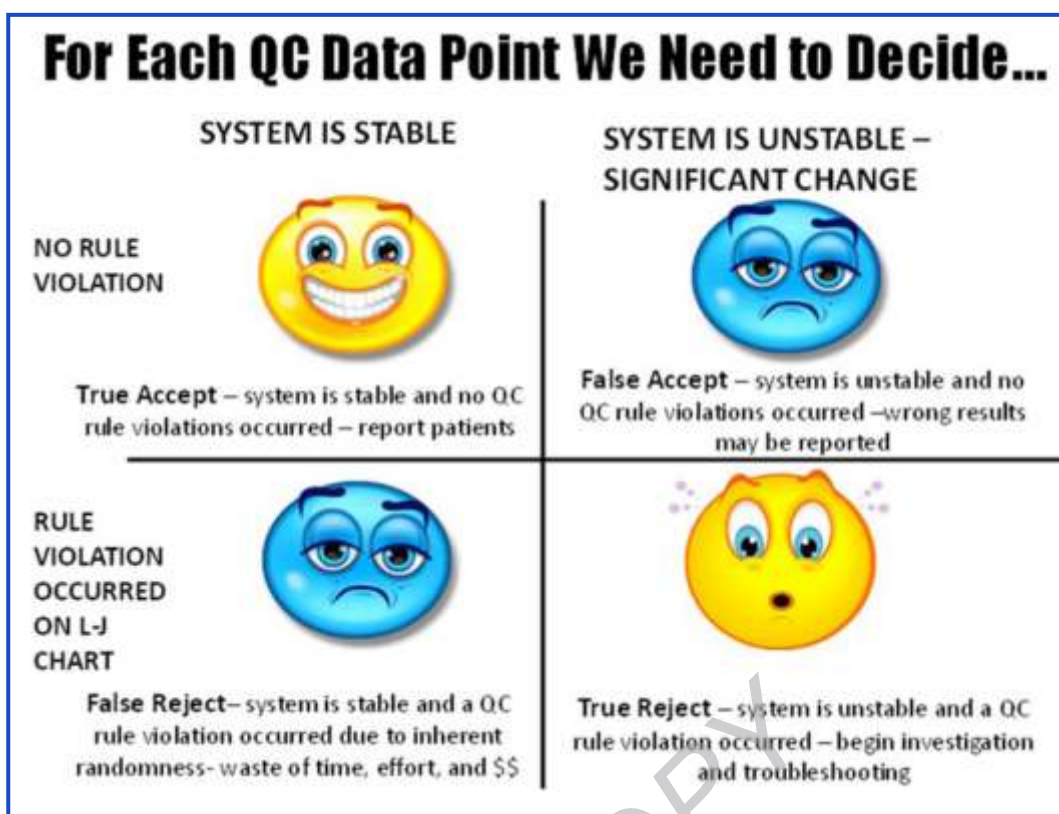 For Each QC Data Point We Need to Decide...
SYSTEM IS STABLE
SYSTEM IS UNSTABLE –
SIGNIFICANT CHANGE
NO RULE
VIOLATION
True Accept – system is stable and no QC
rule violations occurred – report patients
False Accept – system is unstable and no
QC rule violations occurred –wrong results
may be reported
RULE
VIOLATION
OCCURRED
ON L-J
CHART
False Reject– system is stable and a QC
rule violation occurred due to inherent
randomness- waste of time, effort, and $$
True Reject – system is unstable and a QC
rule violation occurred – begin investigation
and troubleshooting